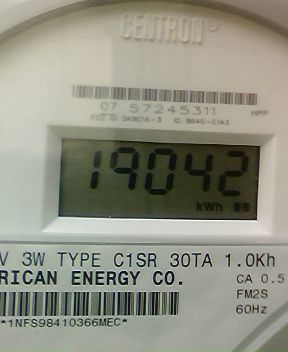 CENTRON®
07 57245311 HPP
19042
kWh
V 3W TYPE C1SR 30TA 1.0Kh
RICAN ENERGY CO. CA 0.5
FM2S
*1NFS98410366MEC* 60Hz